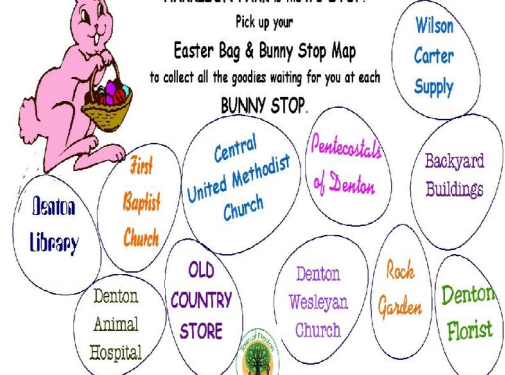 Pick up your
Easter Bag & Bunny Stop Map
to collect all the goodies waiting for you at each
BUNNY STOP.
Wilson
Carter
Supply
First
Baptist
Church
Central
United Methodist
Church
Pentecostals
of Denton
Backyard
Buildings
Denton
Library
Denton
Animal
Hospital
OLD
COUNTRY
STORE
Denton
Wesleyan
Church
Rock
Garden
Denton
Florist